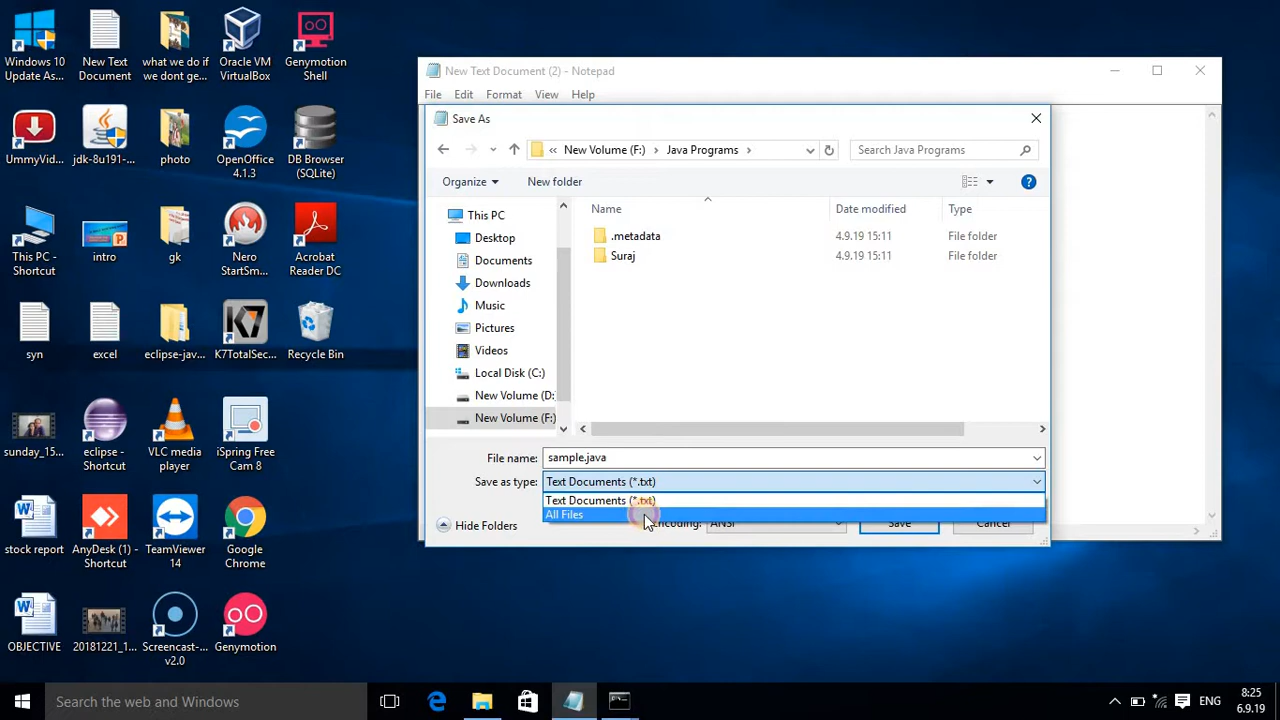 Windows 10 Update As...
New Text Document
what we do if we dont ge...
Oracle VM VirtualBox
Genymotion Shell
UmmyVid...
jdk-8u191-...
photo
OpenOffice 4.1.3
DB Browser (SQLite)
This PC - Shortcut
intro
gk
Nero StartSm...
Acrobat Reader DC
syn
excel
eclipse-jav...
K7TotalSec...
Recycle Bin
sunday_15...
eclipse - Shortcut
VLC media player
iSpring Free Cam 8
stock report
AnyDesk (1) - Shortcut
TeamViewer 14
Google Chrome
OBJECTIVE
20181221_1...
Screencast-... v2.0
Genymotion
New Text Document (2) - Notepad
File Edit Format View Help
Save As
« New Volume (F:) > Java Programs >
Search Java Programs
Organize
New folder
Name Date modified Type
This PC
Desktop
Documents
Downloads
Music
Pictures
Videos
Local Disk (C:)
New Volume (D:
New Volume (F:)
.metadata 4.9.19 15:11 File folder
Suraj 4.9.19 15:11 File folder
File name: sample.java
Save as type: Text Documents (*.txt)
Text Documents (*.txt)
All Files
Hide Folders
Encoding: ANSI
Save
Cancel
Search the web and Windows
ENG
8:25
6.9.19